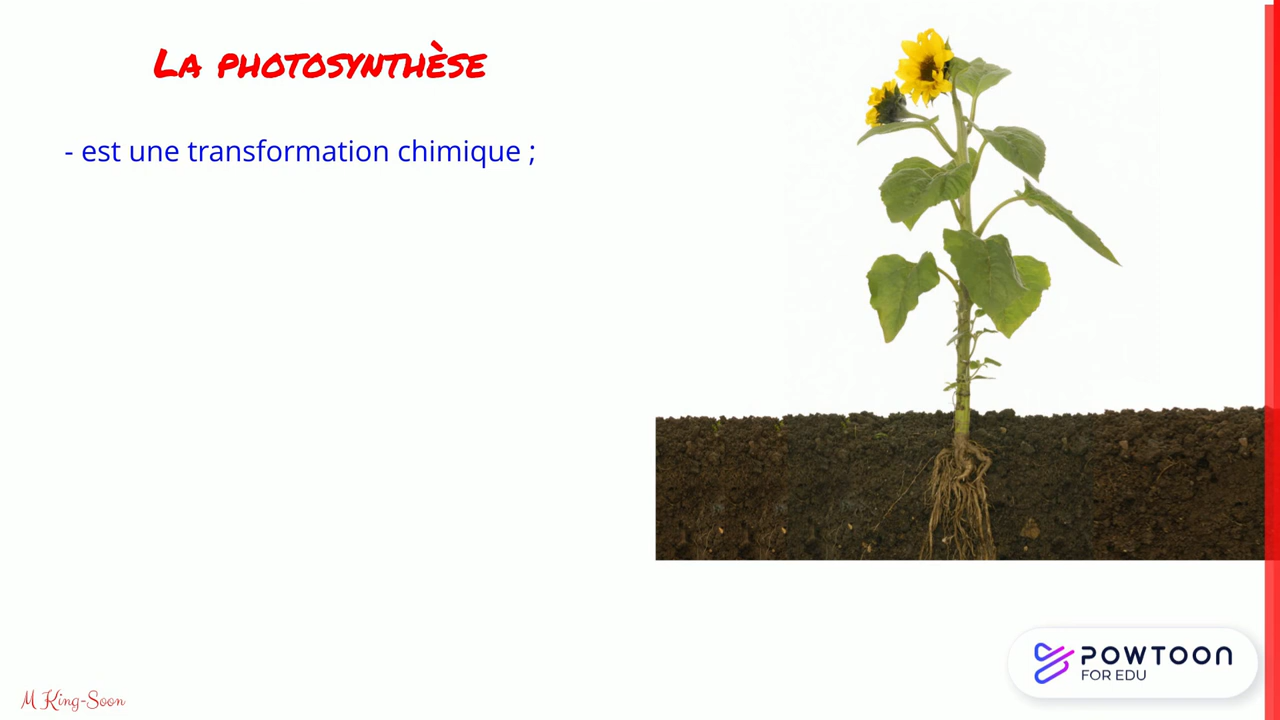 La photosynthèse
- est une transformation chimique ;
POWTOON
FOR EDU
M King-Soon